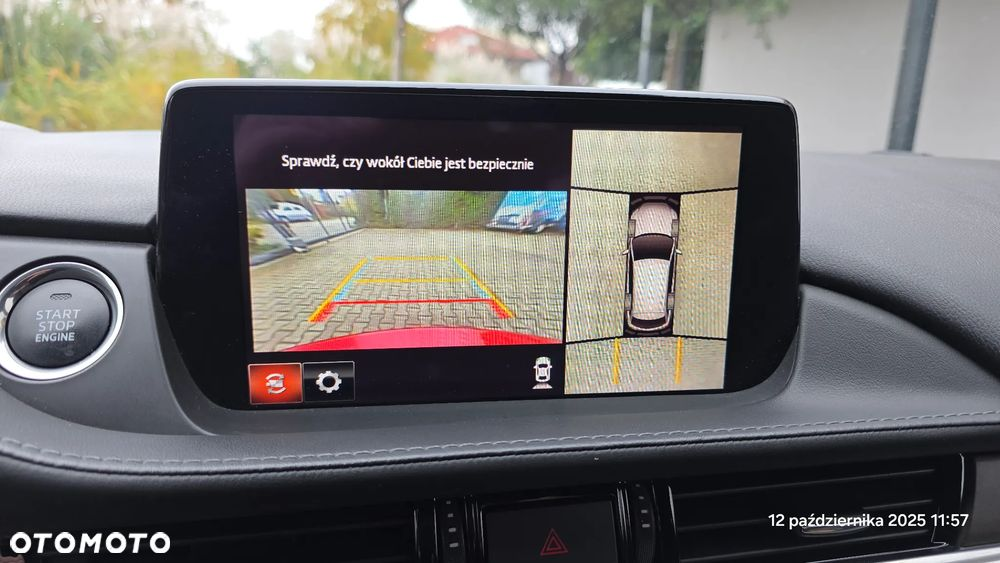 Sprawdź, czy wokół Ciebie jest bezpiecznie
START
STOP
ENGINE
12 października 2025 11:57
OTOMOTO